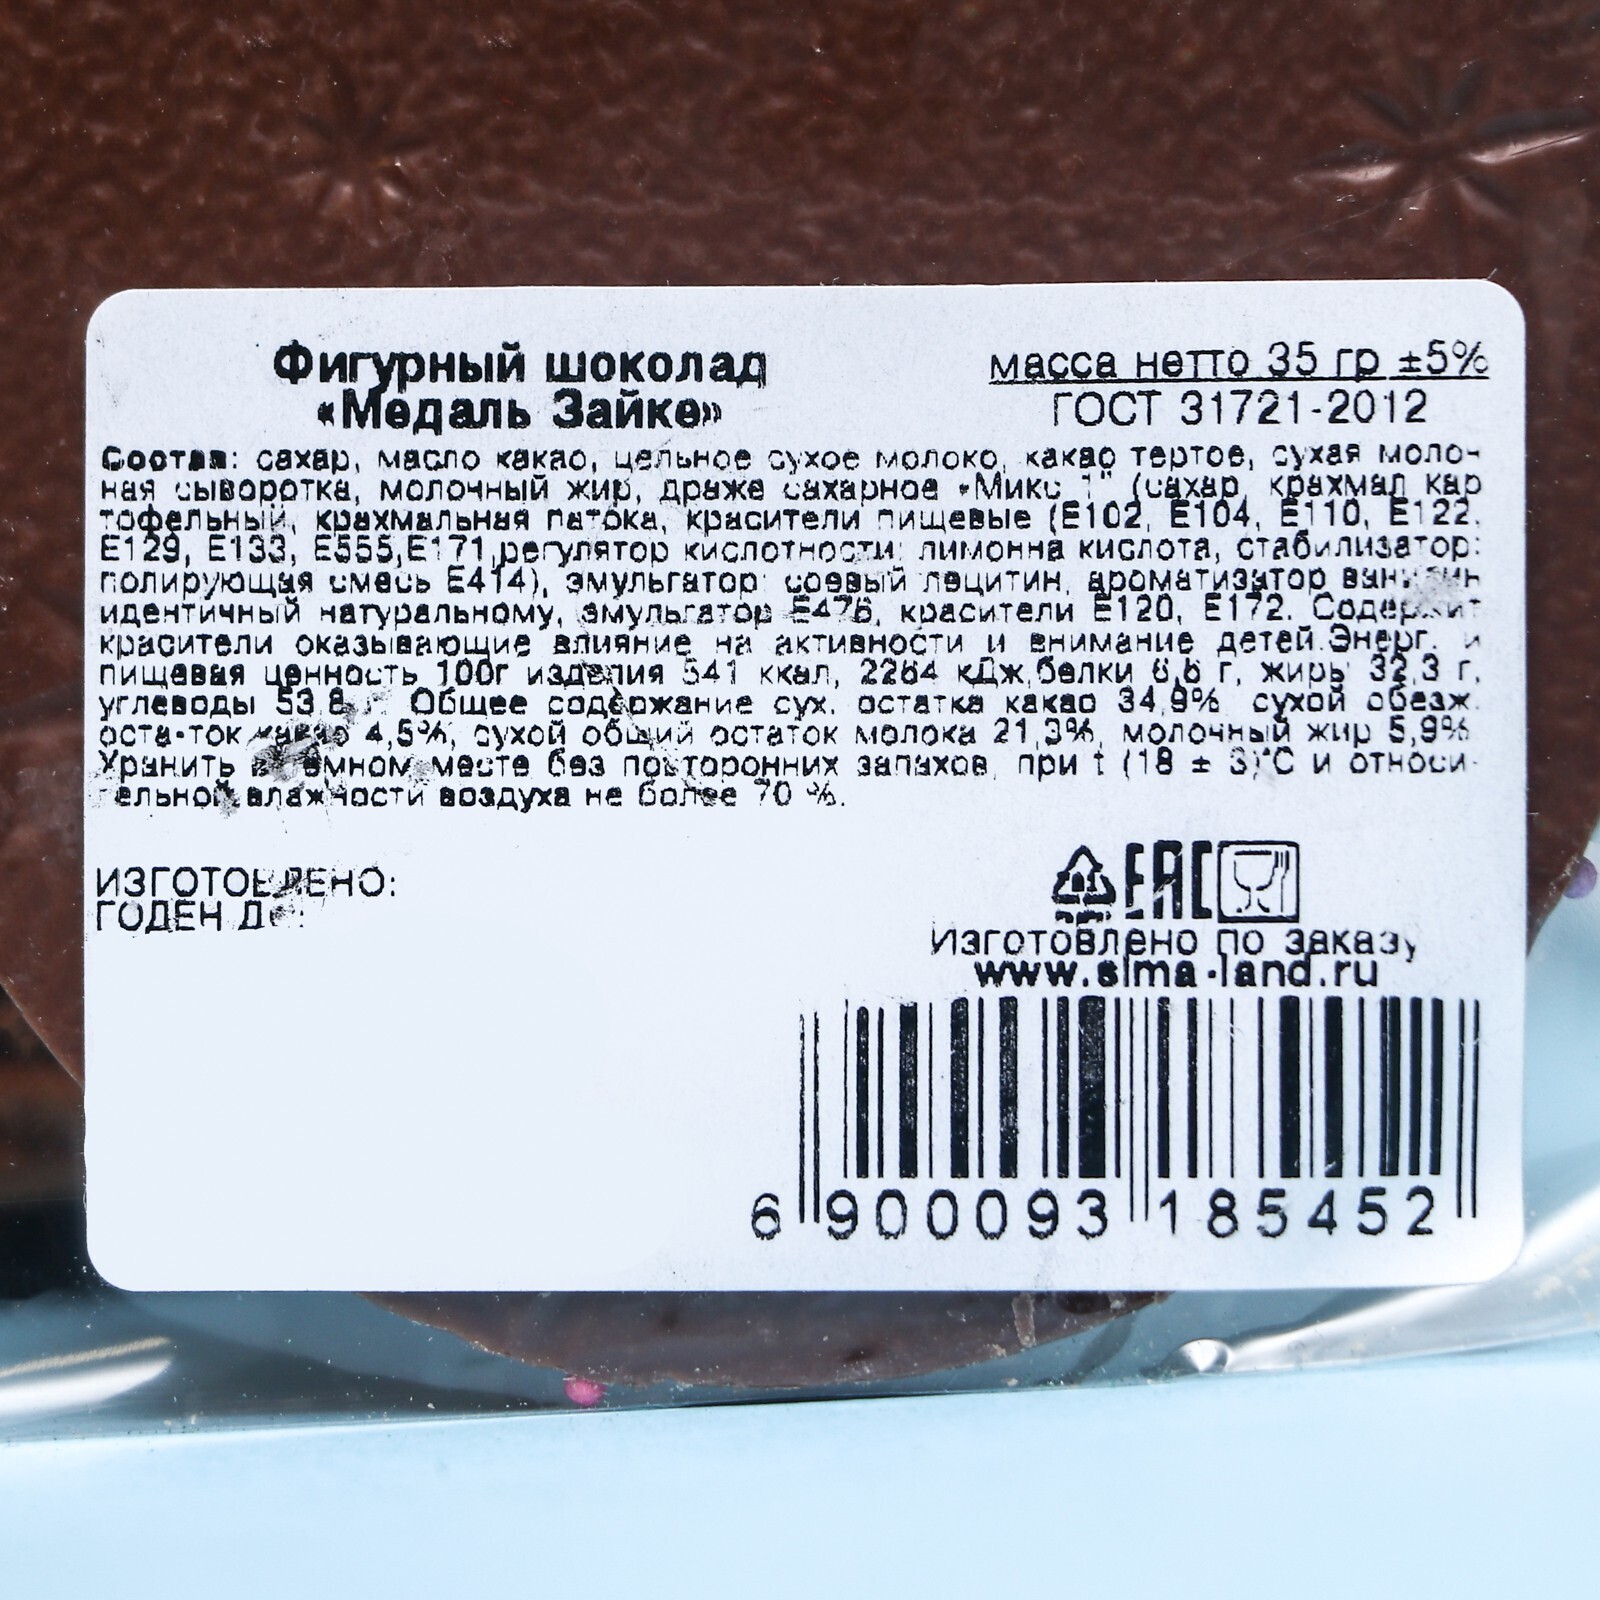 Фигурный шоколад
«Медаль Зайке»
масса нетто 35 гр ±5%
ГОСТ 31721-2012
Состав: сахар, масло какао, цельное сухое молоко, какао тертое, сухая молоч-
ная сыворотка, молочный жир, драже сахарное «Микс 1" (сахар, крахмал кар
тофельный, крахмальная патока, красители пищевые (Е102, Е104, Е110, Е122,
Е129, Е133, Е555,Е171,регулятор кислотности: лимонна кислота, стабилизатор:
полирующая смесь Е414), эмульгатор: соевый лецитин, ароматизатор ванилин
идентичный натуральному, эмульгатор Е476, красители Е120, Е172. Содержит
красители оказывающие влияние на активности и внимание детей.Энерг. и
пищевая ценность 100г изделия 541 ккал, 2264 кДж,белки г, жиры 32,3 г,
углеводы 53,8 г. Общее содержание сух. остатка какао 34,9% сухой обезж.
оста-ток какао 4,5%, сухой общий остаток молока 21,3%, молочный жир 5,9%
Хранить в темном месте без посторонних запахов, при t (18 ± 3)°С и относи-
тельной влажности воздуха не более 70 %.
ИЗГОТОВЛЕНО:
ГОДЕН ДО:
EAC
Изготовлено по заказу
www.sima-land.ru
6 900093 185452